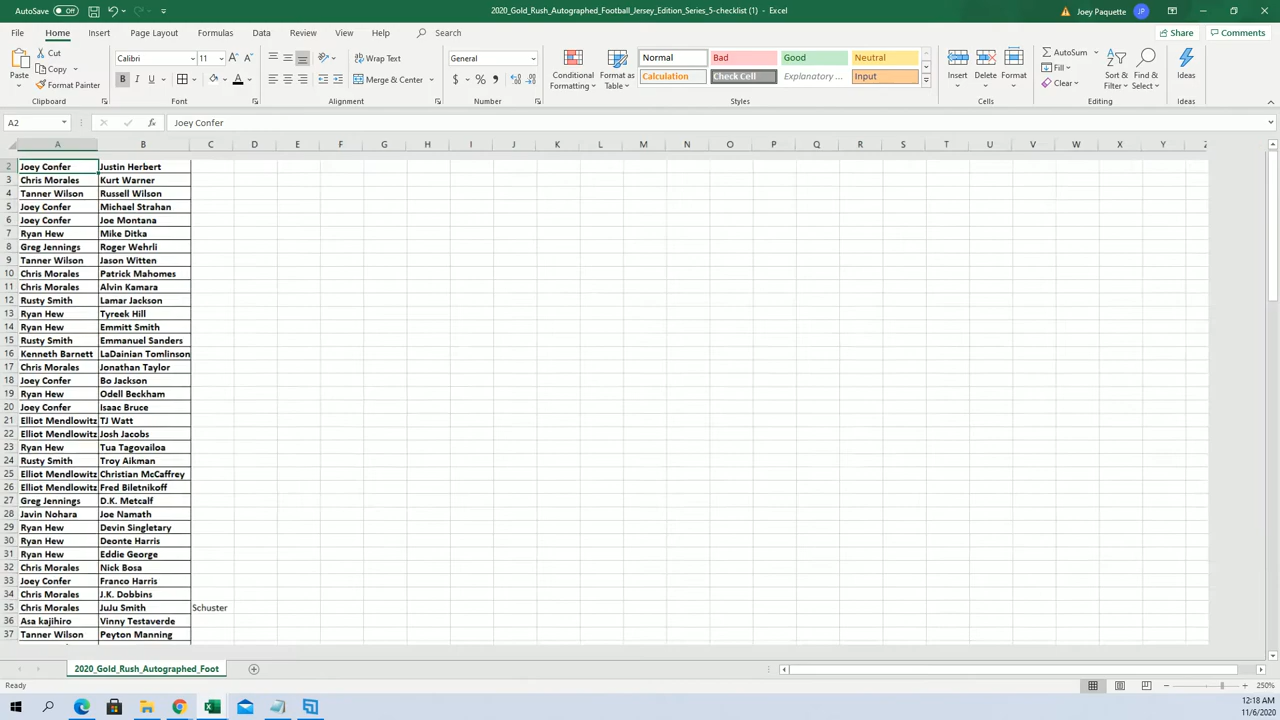 AutoSave Off 2020_Gold_Rush_Autographed_Football_Jersey_Edition_Series_5-checklist (1) - Excel Joey Paquette JP
File Home Insert Page Layout Formulas Data Review View Help Search Share Comments
Paste Cut Copy Format Painter Clipboard
Calibri 11 B I U A Font
Wrap Text Merge & Center Alignment
General $ % Number
Conditional Formatting Format as Table Normal Bad Good Neutral Calculation Check Cell Explanatory ... Input Styles
Insert Delete Format Cells
AutoSum Fill Clear Sort & Filter Find & Select Editing
Ideas Ideas
A2 fx Joey Confer
A B C D E F G H I J K L M N O P Q R S T U V W X Y Z
2 Joey Confer Justin Herbert
3 Chris Morales Kurt Warner
4 Tanner Wilson Russell Wilson
5 Joey Confer Michael Strahan
6 Joey Confer Joe Montana
7 Ryan Hew Mike Ditka
8 Greg Jennings Roger Wehrli
9 Tanner Wilson Jason Witten
10 Chris Morales Patrick Mahomes
11 Chris Morales Alvin Kamara
12 Rusty Smith Lamar Jackson
13 Ryan Hew Tyreek Hill
14 Ryan Hew Emmitt Smith
15 Rusty Smith Emmanuel Sanders
16 Kenneth Barnett LaDainian Tomlinson
17 Chris Morales Jonathan Taylor
18 Joey Confer Bo Jackson
19 Ryan Hew Odell Beckham
20 Joey Confer Isaac Bruce
21 Elliot Mendlowitz TJ Watt
22 Elliot Mendlowitz Josh Jacobs
23 Ryan Hew Tua Tagovailoa
24 Rusty Smith Troy Aikman
25 Elliot Mendlowitz Christian McCaffrey
26 Elliot Mendlowitz Fred Biletnikoff
27 Greg Jennings D.K. Metcalf
28 Javin Nohara Joe Namath
29 Ryan Hew Devin Singletary
30 Ryan Hew Deonte Harris
31 Ryan Hew Eddie George
32 Chris Morales Nick Bosa
33 Joey Confer Franco Harris
34 Chris Morales J.K. Dobbins
35 Chris Morales JuJu Smith Schuster
36 Asa kajihiro Vinny Testaverde
37 Tanner Wilson Peyton Manning
2020_Gold_Rush_Autographed_Foot
Ready 250%
12:18 AM
11/6/2020